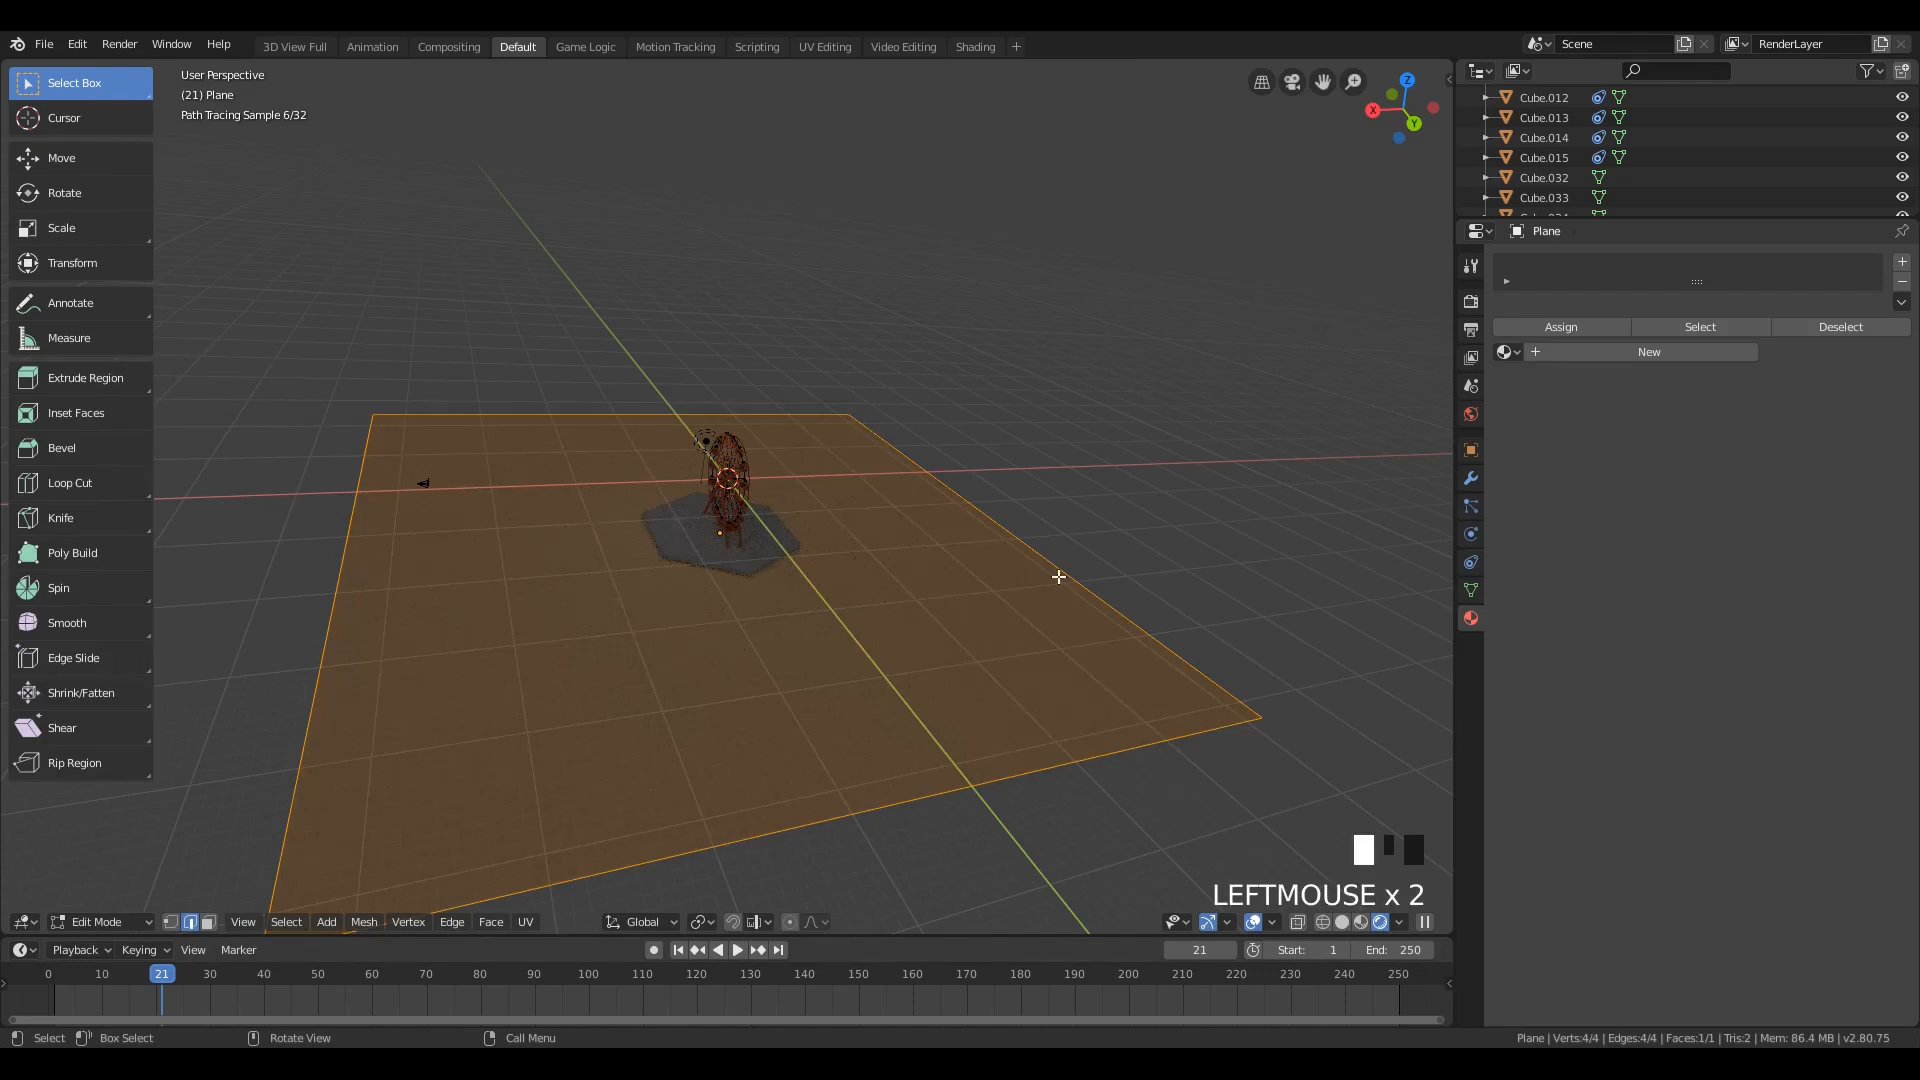 File Edit Render Window Help 3D View Full Animation Compositing Default Game Logic Motion Tracking Scripting UV Editing Video Editing Shading + Scene RenderLayer
Select Box
Cursor
Move
Rotate
Scale
Transform
Annotate
Measure
Extrude Region
Inset Faces
Bevel
Loop Cut
Knife
Poly Build
Spin
Smooth
Edge Slide
Shrink/Fatten
Shear
Rip Region
User Perspective
(21) Plane
Path Tracing Sample 6/32
Z
X
Y
Cube.012
Cube.013
Cube.014
Cube.015
Cube.032
Cube.033
Plane
Assign Select Deselect
+ New
LEFTMOUSE x 2
Edit Mode View Select Add Mesh Vertex Edge Face UV Global
Playback Keying View Marker 21 Start: 1 End: 250
0 10 21 30 40 50 60 70 80 90 100 110 120 130 140 150 160 170 180 190 200 210 220 230 240 250
Select Box Select Rotate View Call Menu Plane | Verts:4/4 | Edges:4/4 | Faces:1/1 | Tris:2 | Mem: 86.4 MB | v2.80.75